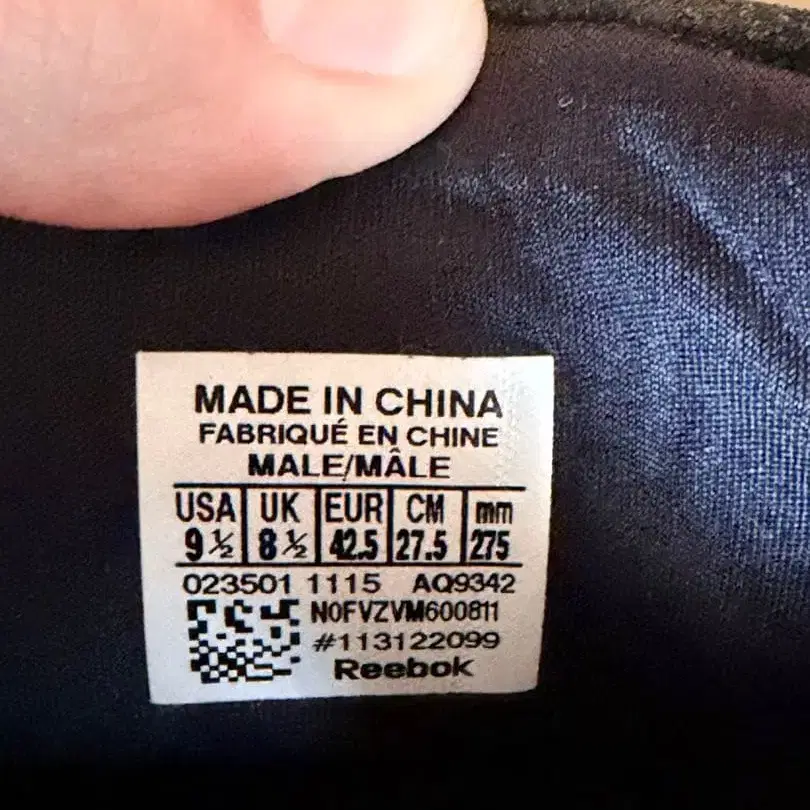 MADE IN CHINA
FABRIQUÉ EN CHINE
MALE/MÂLE
USA UK EUR CM mm
9½ 8½ 42.5 27.5 275
023501 1115 AQ9342
N0FVZVM600811
#113122099
Reebok